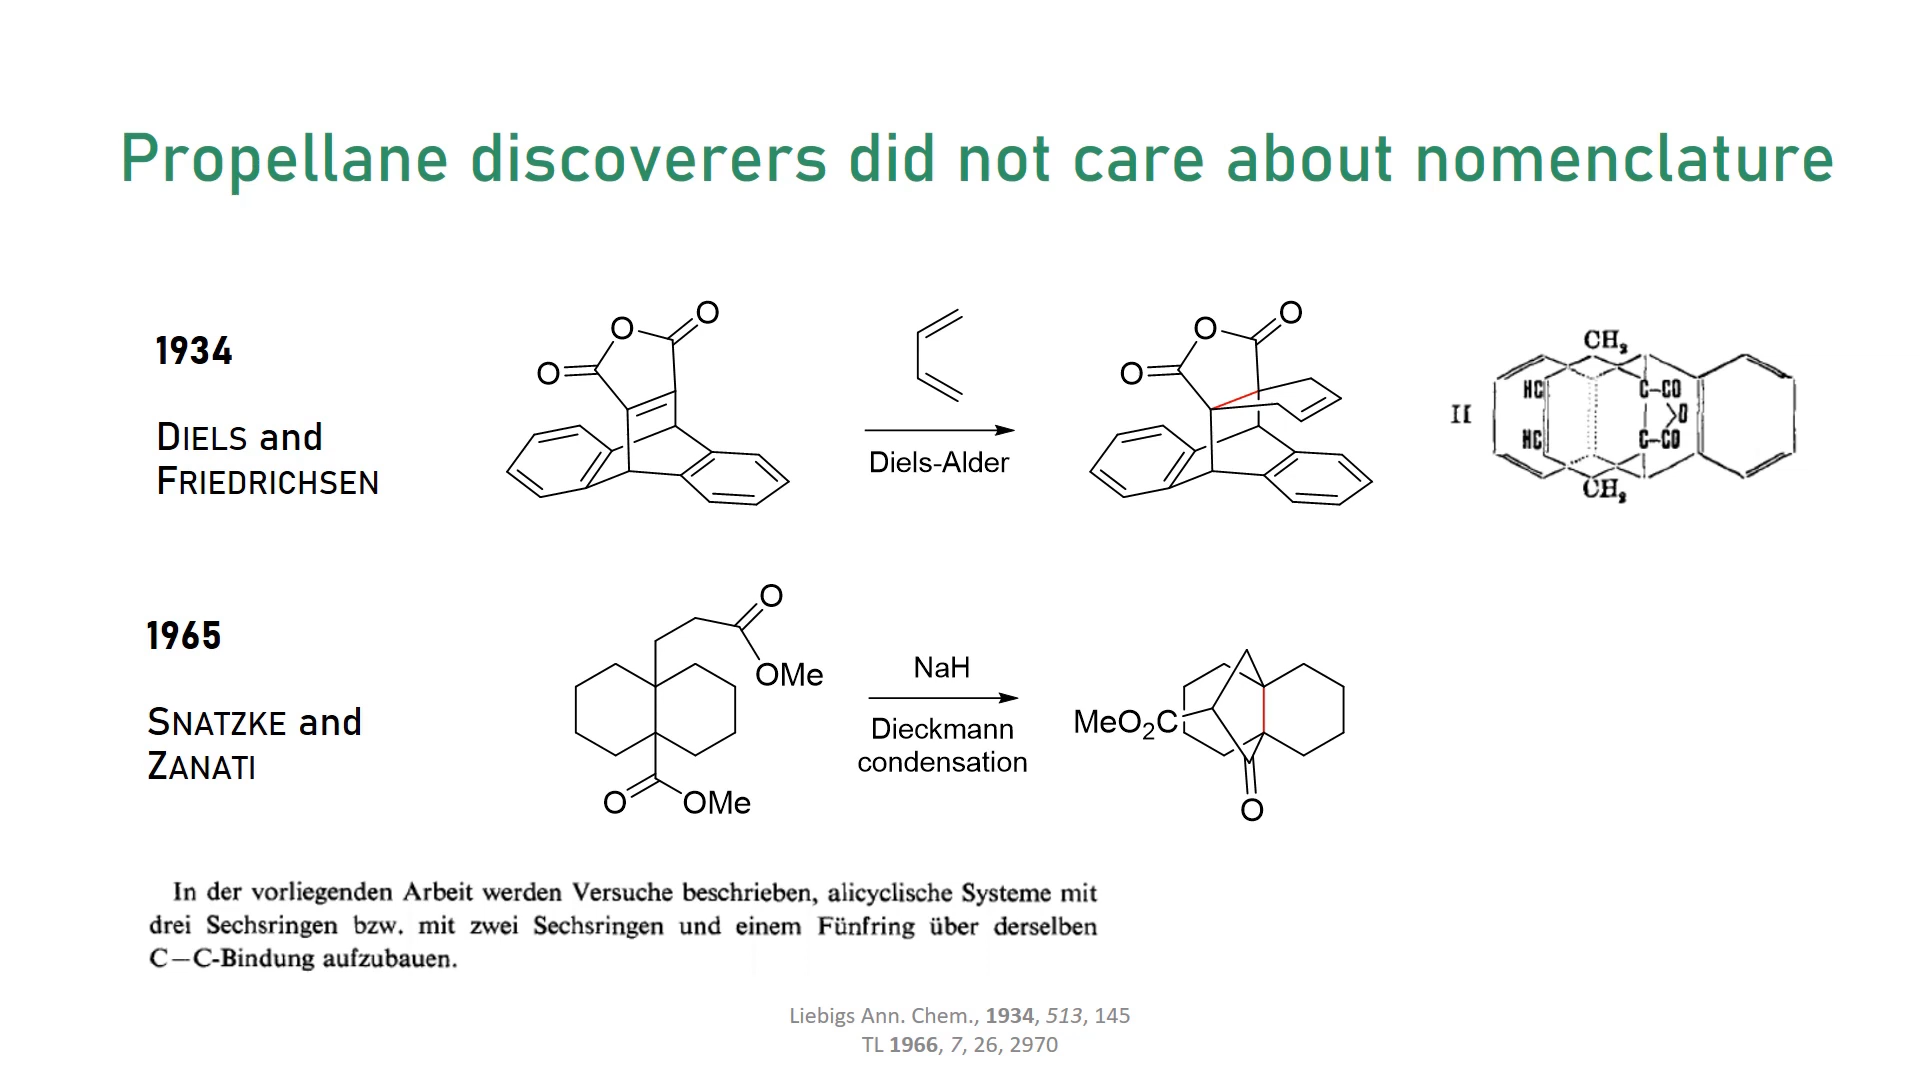 Propellane discoverers did not care about nomenclature
1934
DIELS and
FRIEDRICHSEN
O
O
O
Diels-Alder
O
O
O
II
CH₂
HC
C-CO
O
HC
C-CO
CH₂
1965
SNATZKE and
ZANATI
O
OMe
O
OMe
NaH
Dieckmann
condensation
MeO₂C
O
In der vorliegenden Arbeit werden Versuche beschrieben, alicyclische Systeme mit
drei Sechsringen bzw. mit zwei Sechsringen und einem Fünfring über derselben
C—C-Bindung aufzubauen.
Liebigs Ann. Chem., 1934, 513, 145
TL 1966, 7, 26, 2970